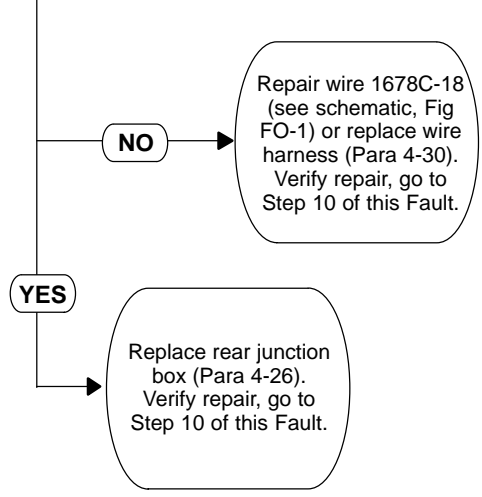 NO
Repair wire 1678C-18
(see schematic, Fig
FO-1) or replace wire
harness (Para 4-30).
Verify repair, go to
Step 10 of this Fault.
YES
Replace rear junction
box (Para 4-26).
Verify repair, go to
Step 10 of this Fault.